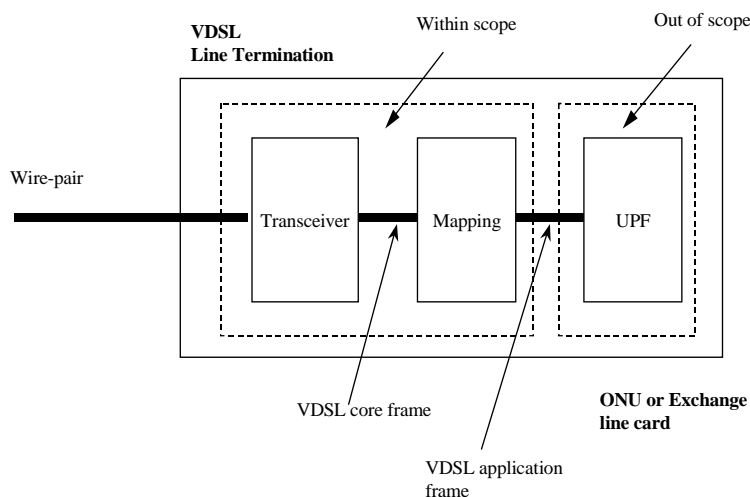 VDSL
Line Termination
Within scope
Out of scope
Wire-pair
Transceiver
Mapping
UPF
VDSL core frame
ONU or Exchange
line card
VDSL application
frame